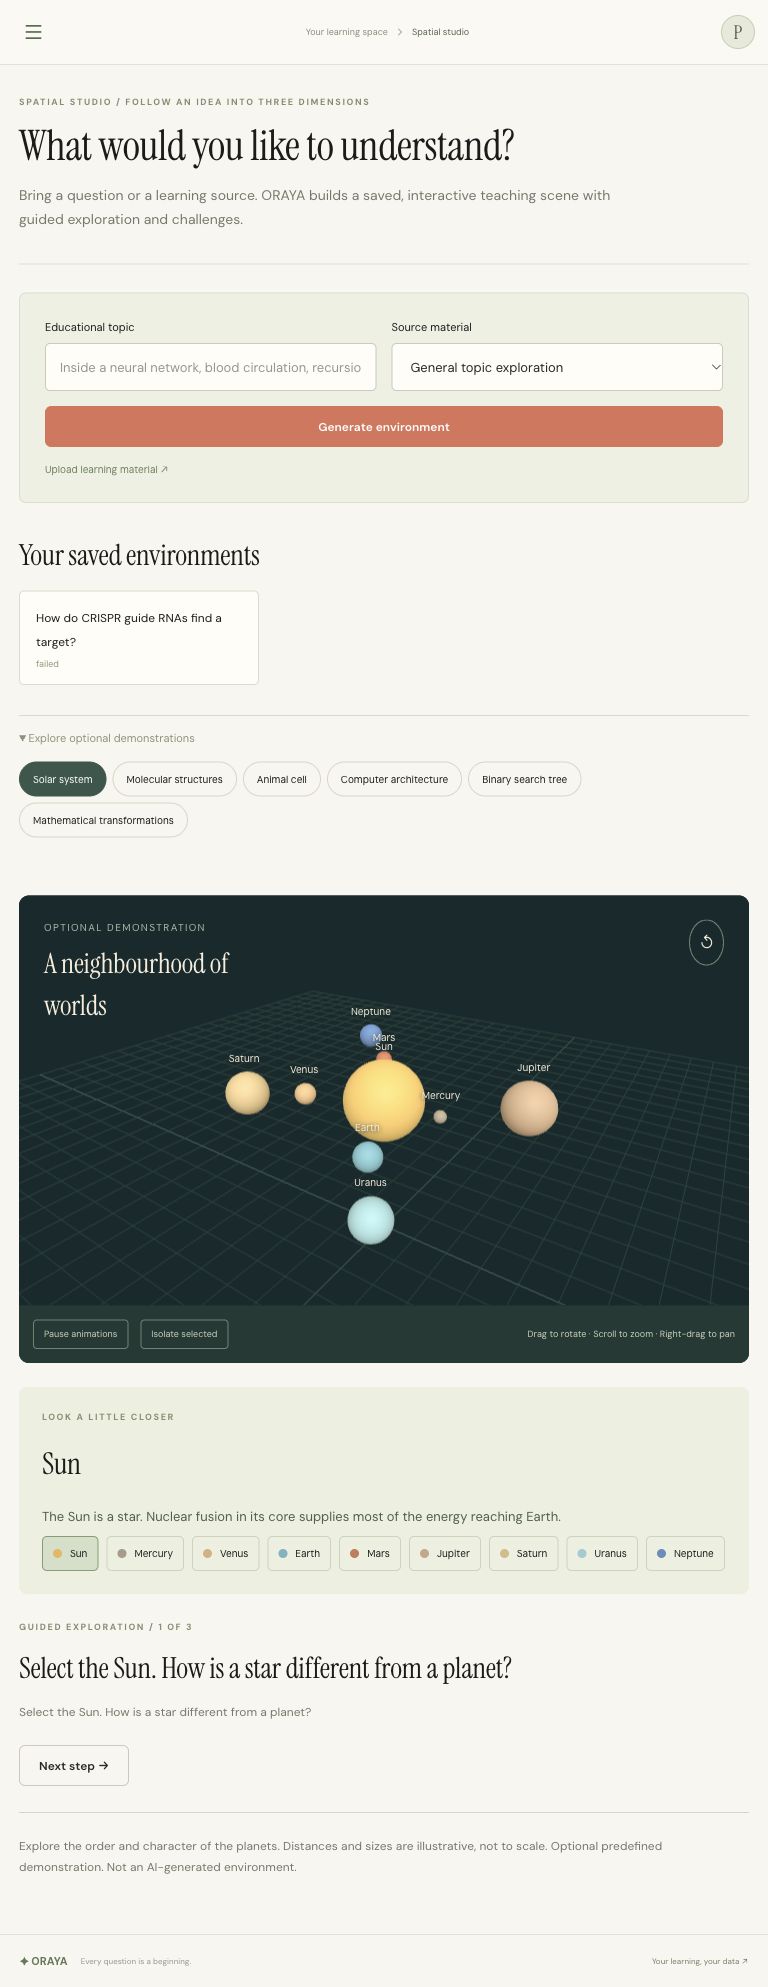 Your learning space > Spatial studio
P
SPATIAL STUDIO / FOLLOW AN IDEA INTO THREE DIMENSIONS
What would you like to understand?
Bring a question or a learning source. ORAYA builds a saved, interactive teaching scene with
guided exploration and challenges.
Educational topic
Source material
Inside a neural network, blood circulation, recursio
General topic exploration
Generate environment
Upload learning material ↗
Your saved environments
How do CRISPR guide RNAs find a
target?
failed
▼ Explore optional demonstrations
Solar system
Molecular structures
Animal cell
Computer architecture
Binary search tree
Mathematical transformations
OPTIONAL DEMONSTRATION
A neighbourhood of
worlds
Neptune
Mars
Sun
Saturn
Venus
Jupiter
Mercury
Earth
Uranus
Pause animations
Isolate selected
Drag to rotate · Scroll to zoom · Right-drag to pan
LOOK A LITTLE CLOSER
Sun
The Sun is a star. Nuclear fusion in its core supplies most of the energy reaching Earth.
Sun
Mercury
Venus
Earth
Mars
Jupiter
Saturn
Uranus
Neptune
GUIDED EXPLORATION / 1 OF 3
Select the Sun. How is a star different from a planet?
Select the Sun. How is a star different from a planet?
Next step →
Explore the order and character of the planets. Distances and sizes are illustrative, not to scale. Optional predefined
demonstration. Not an AI-generated environment.
✦ ORAYA
Every question is a beginning.
Your learning, your data ↗